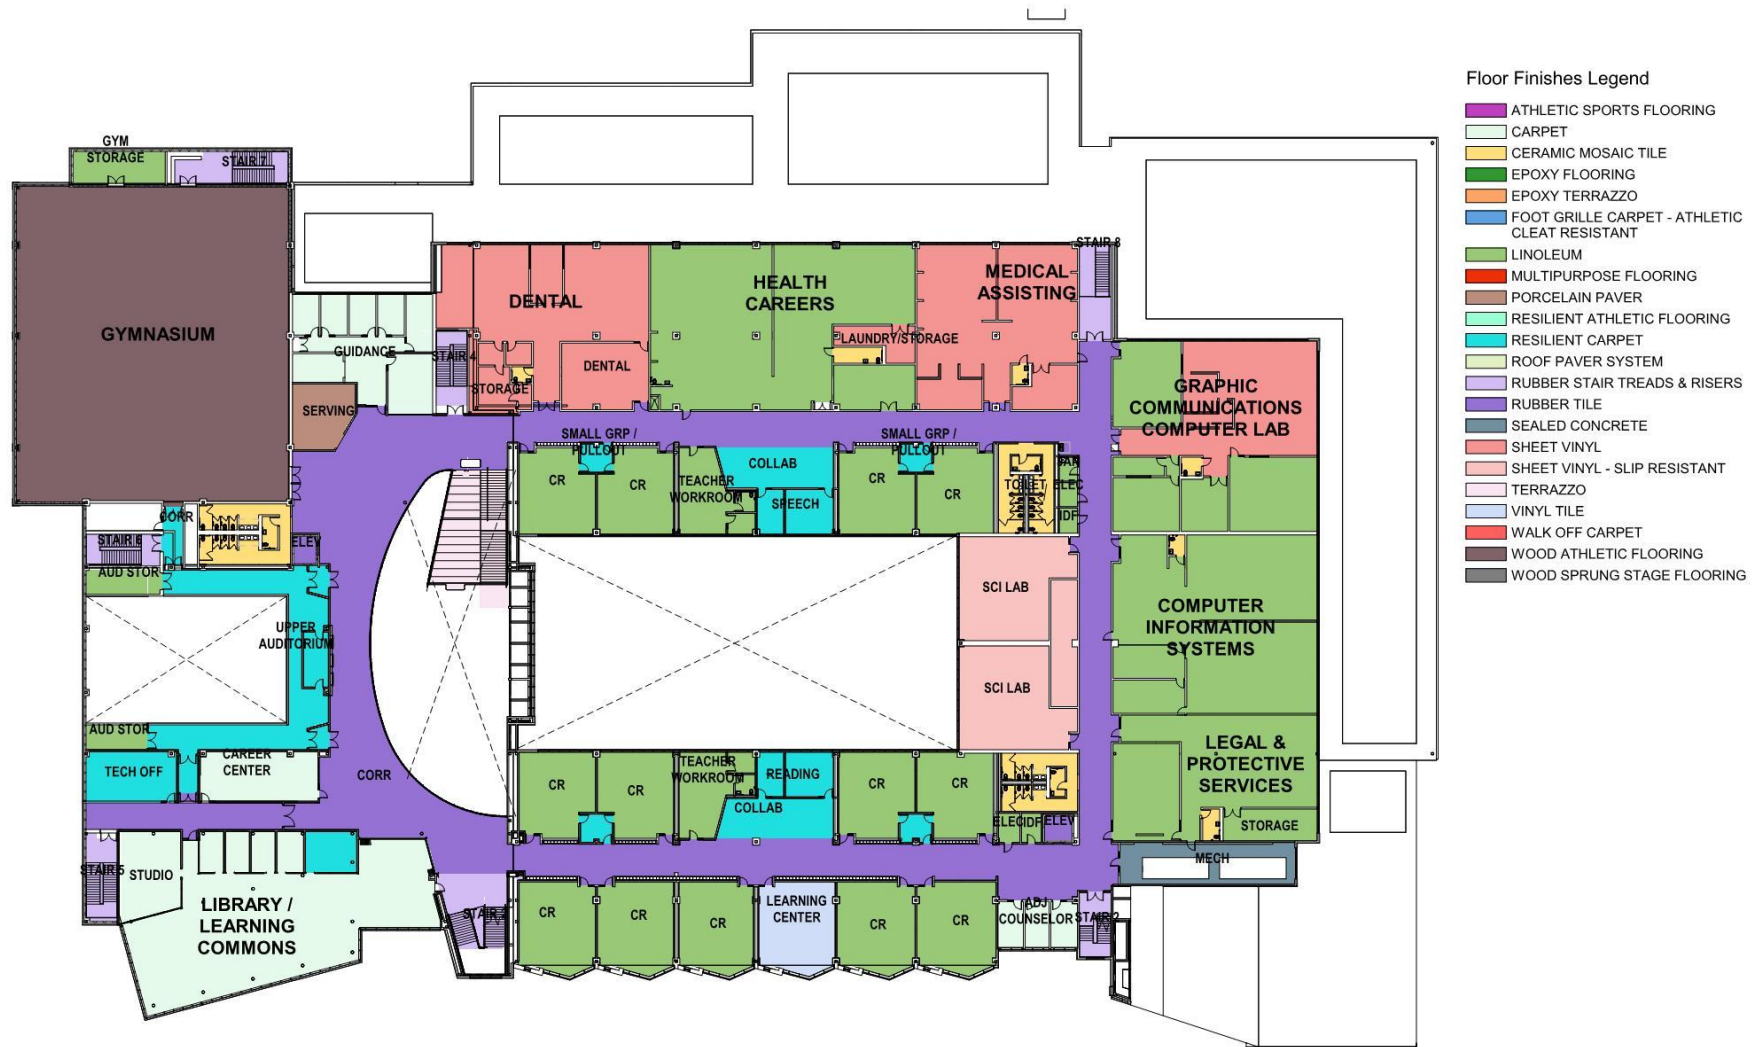 Floor Finishes Legend
ATHLETIC SPORTS FLOORING
CARPET
CERAMIC MOSAIC TILE
EPOXY FLOORING
EPOXY TERRAZZO
FOOT GRILLE CARPET - ATHLETIC
CLEAT RESISTANT
LINOLEUM
MULTIPURPOSE FLOORING
PORCELAIN PAVER
RESILIENT ATHLETIC FLOORING
RESILIENT CARPET
ROOF PAVER SYSTEM
RUBBER STAIR TREADS & RISERS
RUBBER TILE
SEALED CONCRETE
SHEET VINYL
SHEET VINYL - SLIP RESISTANT
TERRAZZO
VINYL TILE
WALK OFF CARPET
WOOD ATHLETIC FLOORING
WOOD SPRUNG STAGE FLOORING
GYM
STORAGE
STAIR 7
GYMNASIUM
GUIDANCE
STAIR 4
SERVING
DENTAL
STORAGE
DENTAL
HEALTH
CAREERS
LAUNDRY/STORAGE
MEDICAL
ASSISTING
STAIR 8
GRAPHIC
COMMUNICATIONS
COMPUTER LAB
SMALL GRP /
PULLOUT
CR
CR
TEACHER
WORKROOM
COLLAB
SPEECH
SMALL GRP /
PULLOUT
CR
CR
TOILET
ELEC
IDF
CORR
STAIR 6
ELEV
AUD STOR
UPPER
AUDITORIUM
AUD STOR
TECH OFF
CAREER
CENTER
CORR
SCI LAB
SCI LAB
COMPUTER
INFORMATION
SYSTEMS
LEGAL &
PROTECTIVE
SERVICES
STORAGE
MECH
CR
CR
TEACHER
WORKROOM
READING
COLLAB
CR
CR
ELEC
IDF
ELEV
STAIR 5
STUDIO
LIBRARY /
LEARNING
COMMONS
CR
CR
CR
LEARNING
CENTER
CR
CR
ADJ
COUNSELOR
STAIR 2